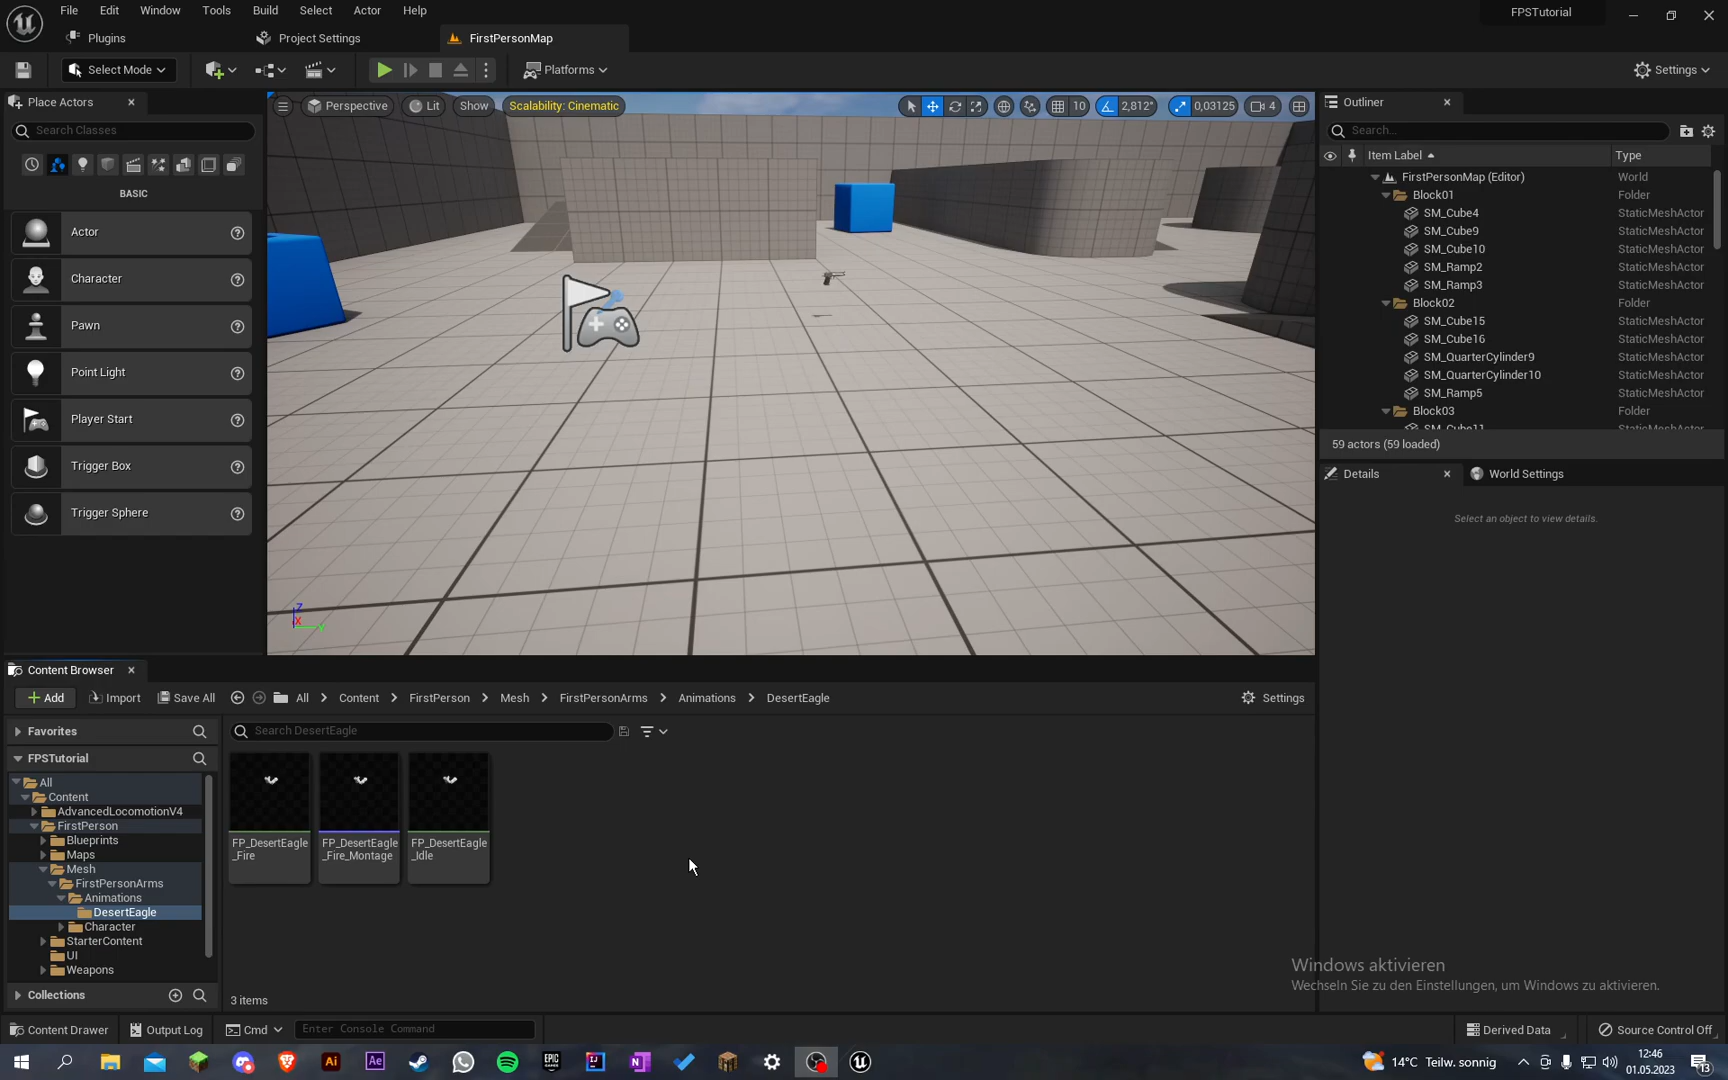 File Edit Window Tools Build Select Actor Help
FPSTutorial
Plugins
Project Settings
FirstPersonMap
Select Mode
Platforms
Settings
Place Actors
Search Classes
BASIC
Actor
Character
Pawn
Point Light
Player Start
Trigger Box
Trigger Sphere
Perspective
Lit
Show
Scalability: Cinematic
10
2,812°
0,03125
4
Z
X
Y
Outliner
Search...
Item Label
Type
FirstPersonMap (Editor) World
Block01 Folder
SM_Cube4 StaticMeshActor
SM_Cube9 StaticMeshActor
SM_Cube10 StaticMeshActor
SM_Ramp2 StaticMeshActor
SM_Ramp3 StaticMeshActor
Block02 Folder
SM_Cube15 StaticMeshActor
SM_Cube16 StaticMeshActor
SM_QuarterCylinder9 StaticMeshActor
SM_QuarterCylinder10 StaticMeshActor
SM_Ramp5 StaticMeshActor
Block03 Folder
SM_Cube11 StaticMeshActor
59 actors (59 loaded)
Details
World Settings
Select an object to view details.
Content Browser
Add
Import
Save All
All
Content
FirstPerson
Mesh
FirstPersonArms
Animations
DesertEagle
Settings
Favorites
FPSTutorial
All
Content
AdvancedLocomotionV4
FirstPerson
Blueprints
Maps
Mesh
FirstPersonArms
Animations
DesertEagle
Character
StarterContent
UI
Weapons
Collections
Search DesertEagle
FP_DesertEagle
_Fire
FP_DesertEagle
_Fire_Montage
FP_DesertEagle
_Idle
3 items
Windows aktivieren
Wechseln Sie zu den Einstellungen, um Windows zu aktivieren.
Content Drawer
Output Log
Cmd
Enter Console Command
Derived Data
Source Control Off
Ai
Ae
EPIC
GAMES
IJ
N
14°C Teilw. sonnig
12:46
01.05.2023
13